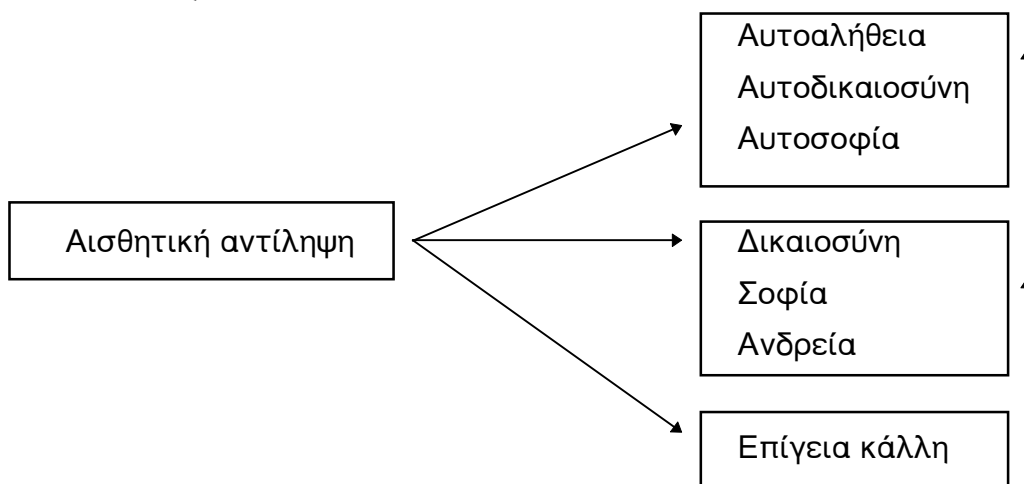 Αυτοαλήθεια
Αυτοδικαιοσύνη
Αυτοσοφία
Αισθητική αντίληψη
Δικαιοσύνη
Σοφία
Ανδρεία
Επίγεια κάλλη